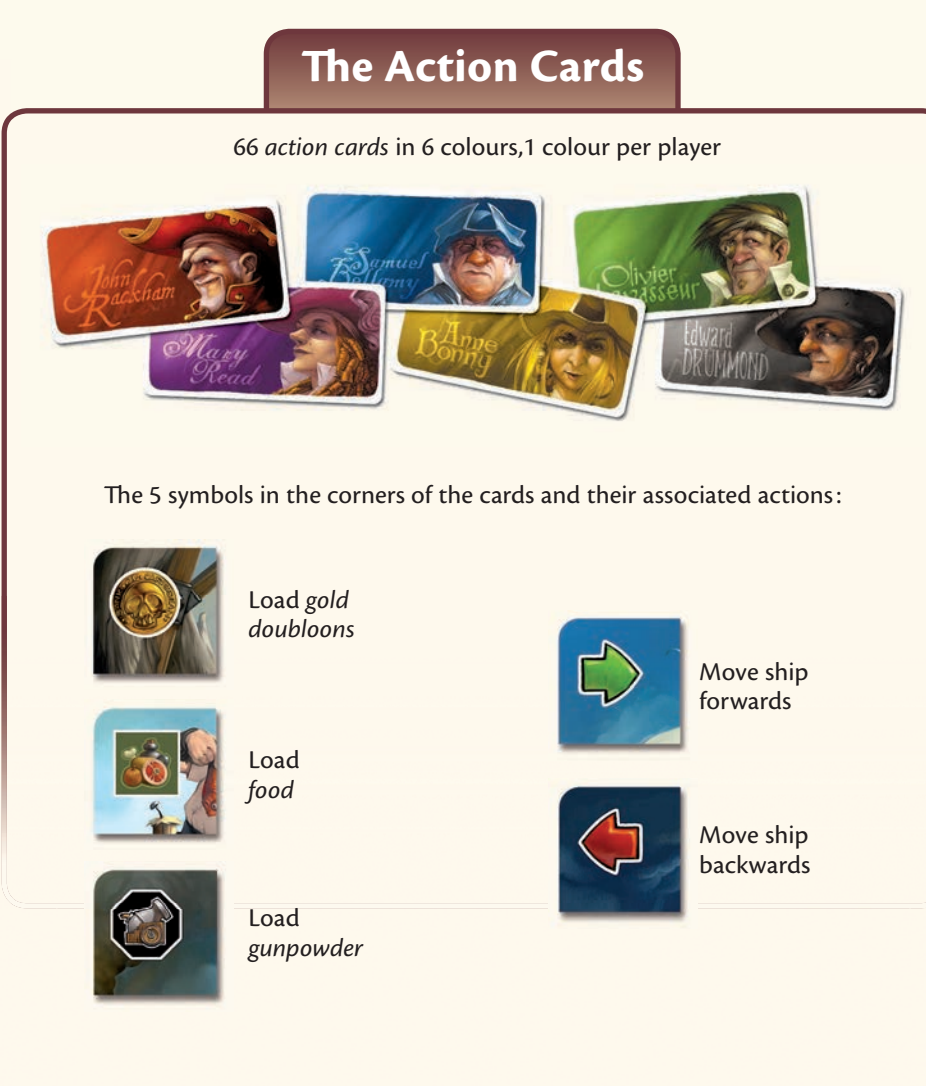 The Action Cards
66 action cards in 6 colours,1 colour per player
John
Rackham
Samuel
Bellamy
Olivier
Levasseur
Mary
Read
Anne
Bonny
Edward
DRUMMOND
The 5 symbols in the corners of the cards and their associated actions:
Load gold
doubloons
Load
food
Load
gunpowder
Move ship
forwards
Move ship
backwards